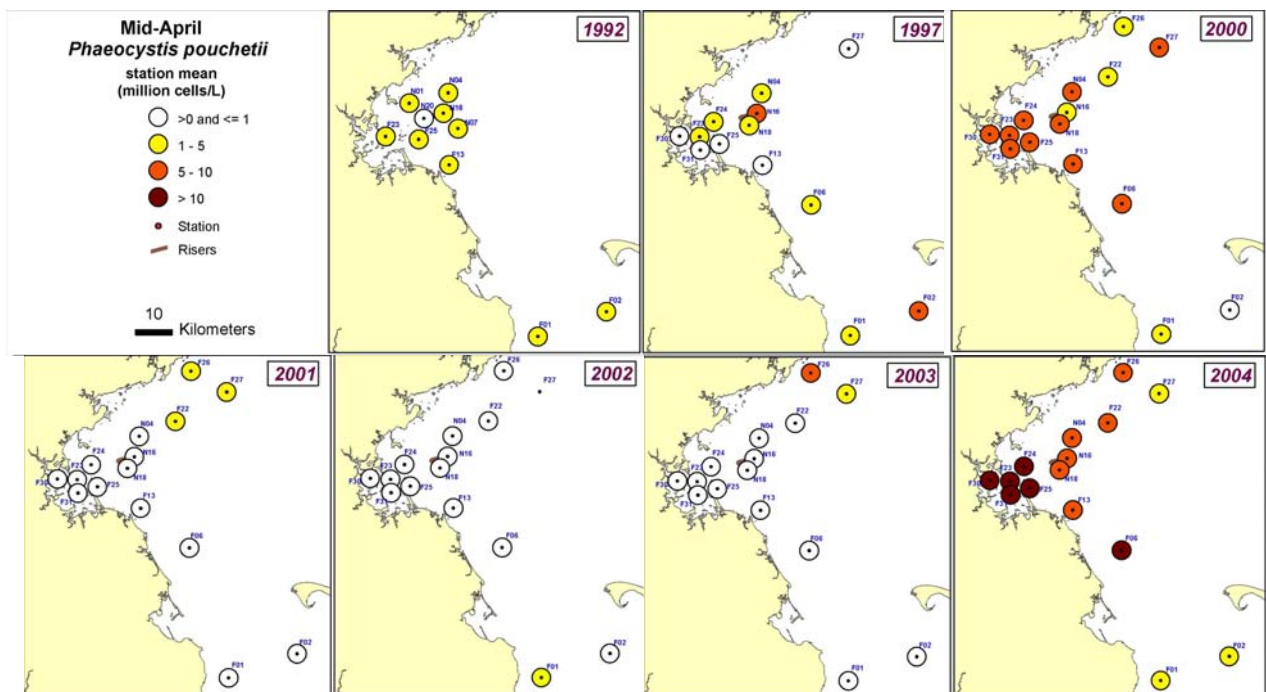 Mid-April
Phaeocystis pouchetii
station mean
(million cells/L)
>0 and <= 1
1 - 5
5 - 10
> 10
Station
Risers
10
Kilometers
1992
N04
N01
N20
N16
N07
F23
F25
F13
F02
F01
1997
F27
N04
N16
F24
N18
F23
F30
F25
F31
F13
F06
F02
F01
2000
F26
F27
F22
N04
N16
F24
N18
F23
F30
F25
F31
F13
F06
F02
F01
2001
F26
F27
F22
N04
N16
F24
N18
F23
F30
F25
F31
F13
F06
F02
F01
2002
F26
F27
F22
N04
N16
F24
N18
F23
F30
F25
F31
F13
F06
F02
F01
2003
F26
F27
F22
N04
N16
F24
N18
F23
F30
F25
F31
F13
F06
F02
F01
2004
F26
F27
F22
N04
N16
F24
N18
F23
F30
F25
F31
F13
F06
F02
F01